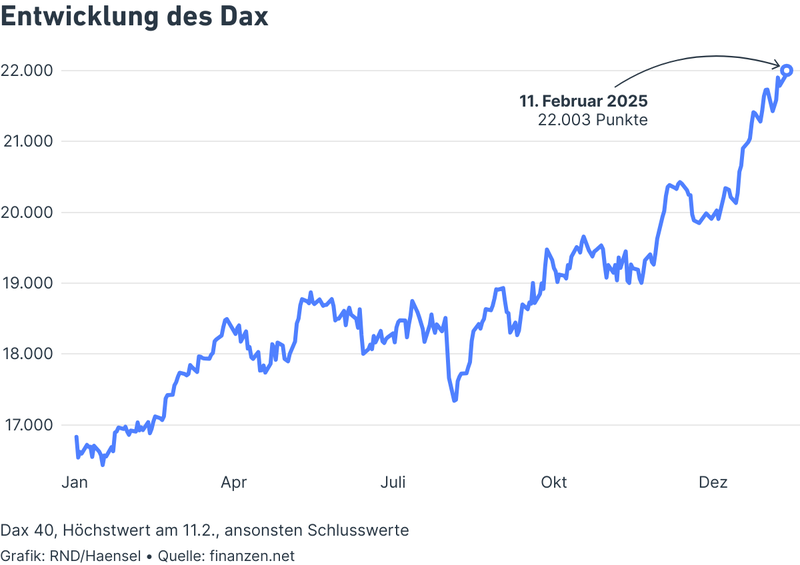 Entwicklung des Dax
22.000
11. Februar 2025
22.003 Punkte
21.000
20.000
19.000
18.000
17.000
Jan Apr Juli Okt Dez
Dax 40, Höchstwert am 11.2., ansonsten Schlusswerte
Grafik: RND/Haensel • Quelle: finanzen.net